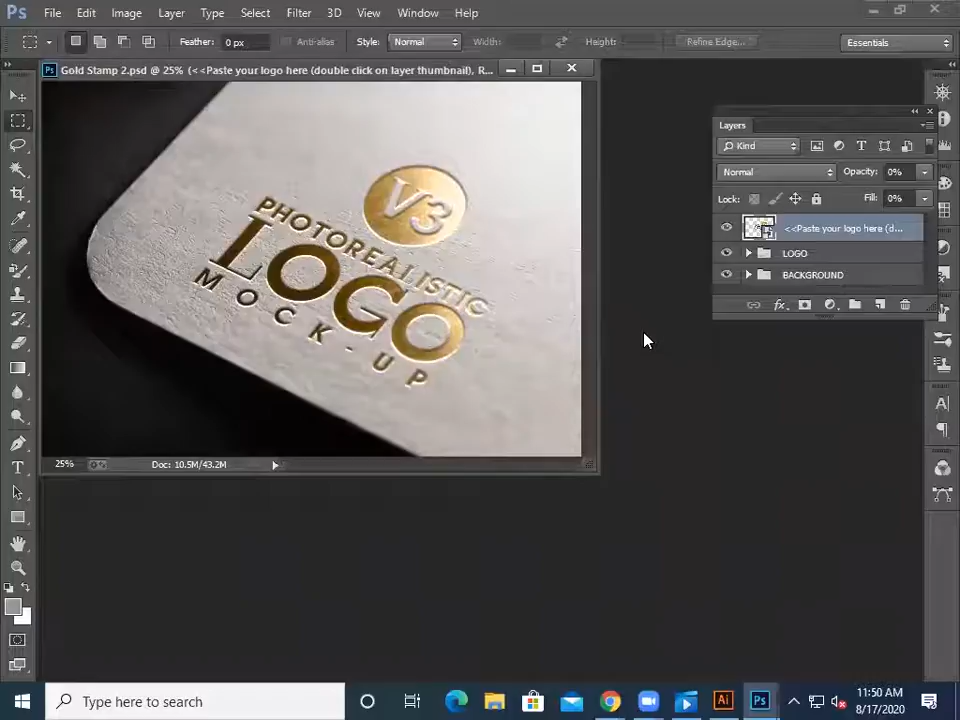 Ps File Edit Image Layer Type Select Filter 3D View Window Help
Feather: 0 px Anti-alias Style: Normal Width: Height: Refine Edge... Essentials
Gold Stamp 2.psd @ 25% (<<Paste your logo here (double click on layer thumbnail), R...
V3
PHOTOREALISTIC
LOGO
MOCK-UP
25% Doc: 10.5M/43.2M
Layers
Kind
Normal Opacity: 0%
Lock: Fill: 0%
<<Paste your logo here (d...
LOGO
BACKGROUND
Type here to search
11:50 AM
8/17/2020